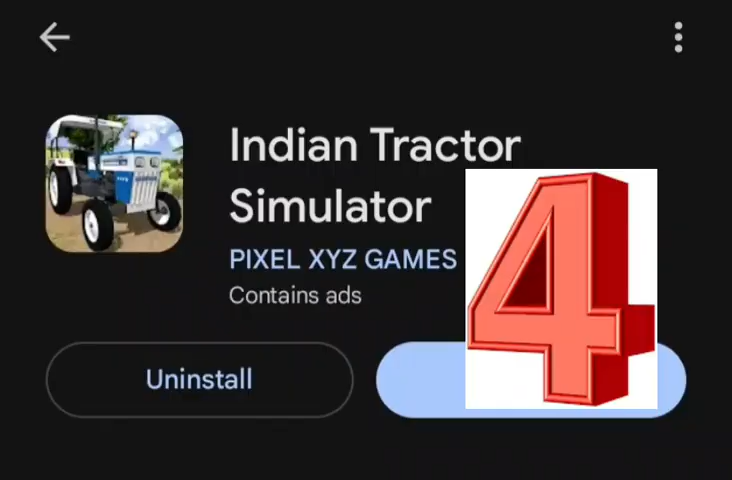 Indian Tractor
Simulator
PIXEL XYZ GAMES
Contains ads
4
Uninstall